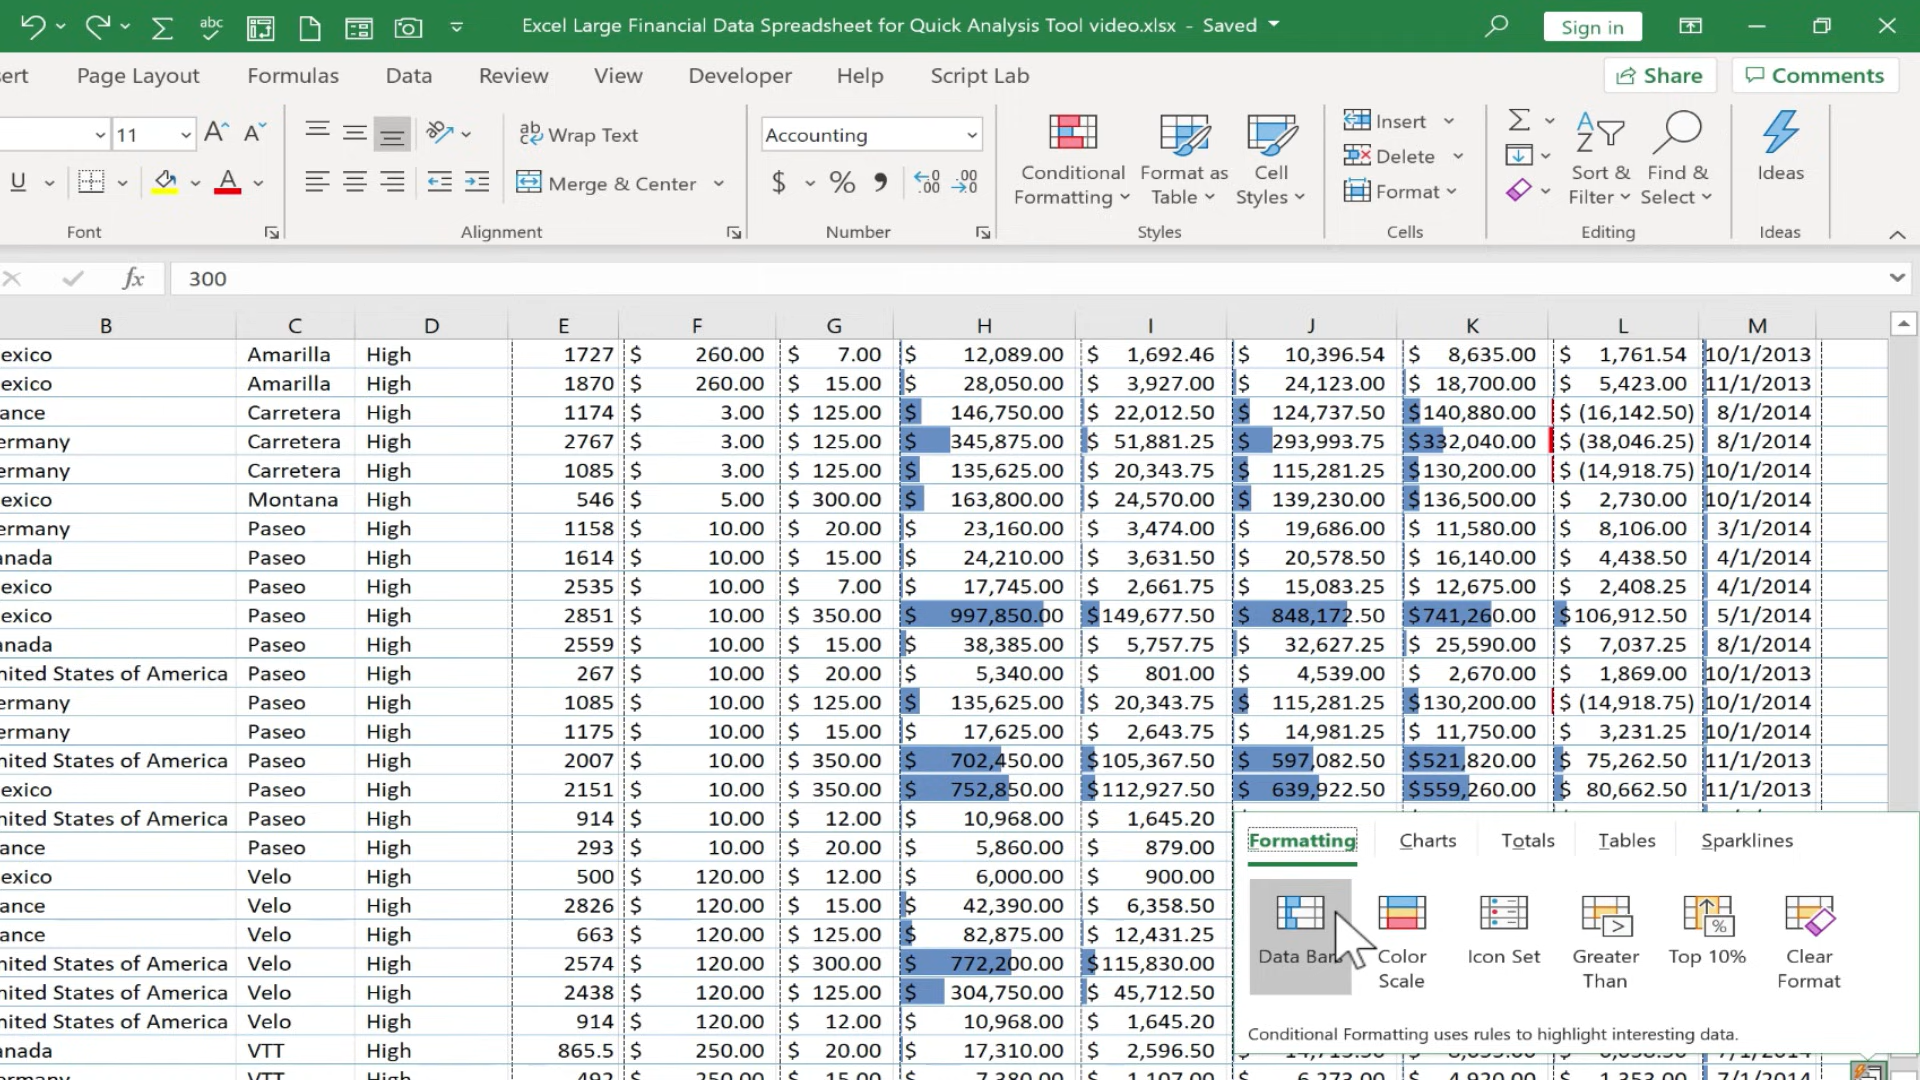 abc
Excel Large Financial Data Spreadsheet for Quick Analysis Tool video.xlsx - Saved
Sign in
ert Page Layout Formulas Data Review View Developer Help Script Lab
Share Comments
11 Wrap Text Accounting
U Merge & Center $ %
Conditional Formatting
Format as Table
Cell Styles
Insert
Delete
Format
Sort & Filter
Find & Select
Ideas
Font Alignment Number Styles Cells Editing Ideas
fx 300
B C D E F G H I J K L M
exico Amarilla High 1727 $ 260.00 $ 7.00 $ 12,089.00 $ 1,692.46 $ 10,396.54 $ 8,635.00 $ 1,761.54 10/1/2013
exico Amarilla High 1870 $ 260.00 $ 15.00 $ 28,050.00 $ 3,927.00 $ 24,123.00 $ 18,700.00 $ 5,423.00 11/1/2013
ance Carretera High 1174 $ 3.00 $ 125.00 $ 146,750.00 $ 22,012.50 $ 124,737.50 $140,880.00 $ (16,142.50) 8/1/2014
ermany Carretera High 2767 $ 3.00 $ 125.00 $ 345,875.00 $ 51,881.25 $ 293,993.75 $332,040.00 $ (38,046.25) 8/1/2014
ermany Carretera High 1085 $ 3.00 $ 125.00 $ 135,625.00 $ 20,343.75 $ 115,281.25 $130,200.00 $ (14,918.75) 10/1/2014
exico Montana High 546 $ 5.00 $ 300.00 $ 163,800.00 $ 24,570.00 $ 139,230.00 $136,500.00 $ 2,730.00 10/1/2014
ermany Paseo High 1158 $ 10.00 $ 20.00 $ 23,160.00 $ 3,474.00 $ 19,686.00 $ 11,580.00 $ 8,106.00 3/1/2014
anada Paseo High 1614 $ 10.00 $ 15.00 $ 24,210.00 $ 3,631.50 $ 20,578.50 $ 16,140.00 $ 4,438.50 4/1/2014
exico Paseo High 2535 $ 10.00 $ 7.00 $ 17,745.00 $ 2,661.75 $ 15,083.25 $ 12,675.00 $ 2,408.25 4/1/2014
exico Paseo High 2851 $ 10.00 $ 350.00 $ 997,850.00 $149,677.50 $ 848,172.50 $741,260.00 $106,912.50 5/1/2014
anada Paseo High 2559 $ 10.00 $ 15.00 $ 38,385.00 $ 5,757.75 $ 32,627.25 $ 25,590.00 $ 7,037.25 8/1/2014
nited States of America Paseo High 267 $ 10.00 $ 20.00 $ 5,340.00 $ 801.00 $ 4,539.00 $ 2,670.00 $ 1,869.00 10/1/2013
ermany Paseo High 1085 $ 10.00 $ 125.00 $ 135,625.00 $ 20,343.75 $ 115,281.25 $130,200.00 $ (14,918.75) 10/1/2014
ermany Paseo High 1175 $ 10.00 $ 15.00 $ 17,625.00 $ 2,643.75 $ 14,981.25 $ 11,750.00 $ 3,231.25 10/1/2014
nited States of America Paseo High 2007 $ 10.00 $ 350.00 $ 702,450.00 $105,367.50 $ 597,082.50 $521,820.00 $ 75,262.50 11/1/2013
exico Paseo High 2151 $ 10.00 $ 350.00 $ 752,850.00 $112,927.50 $ 639,922.50 $559,260.00 $ 80,662.50 11/1/2013
nited States of America Paseo High 914 $ 10.00 $ 12.00 $ 10,968.00 $ 1,645.20
ance Paseo High 293 $ 10.00 $ 20.00 $ 5,860.00 $ 879.00
exico Velo High 500 $ 120.00 $ 12.00 $ 6,000.00 $ 900.00
ance Velo High 2826 $ 120.00 $ 15.00 $ 42,390.00 $ 6,358.50
ance Velo High 663 $ 120.00 $ 125.00 $ 82,875.00 $ 12,431.25
nited States of America Velo High 2574 $ 120.00 $ 300.00 $ 772,200.00 $115,830.00
nited States of America Velo High 2438 $ 120.00 $ 125.00 $ 304,750.00 $ 45,712.50
nited States of America Velo High 914 $ 120.00 $ 12.00 $ 10,968.00 $ 1,645.20
anada VTT High 865.5 $ 250.00 $ 20.00 $ 17,310.00 $ 2,596.50
ermany VTT High 492 $ 250.00 $ 15.00 $ 7,380.00 $ 1,107.00 $ 6,273.00 $ 4,920.00 $ 1,353.00 7/1/2014
Formatting Charts Totals Tables Sparklines
Data Bars
Color Scale
Icon Set
Greater Than
Top 10%
Clear Format
Conditional Formatting uses rules to highlight interesting data.